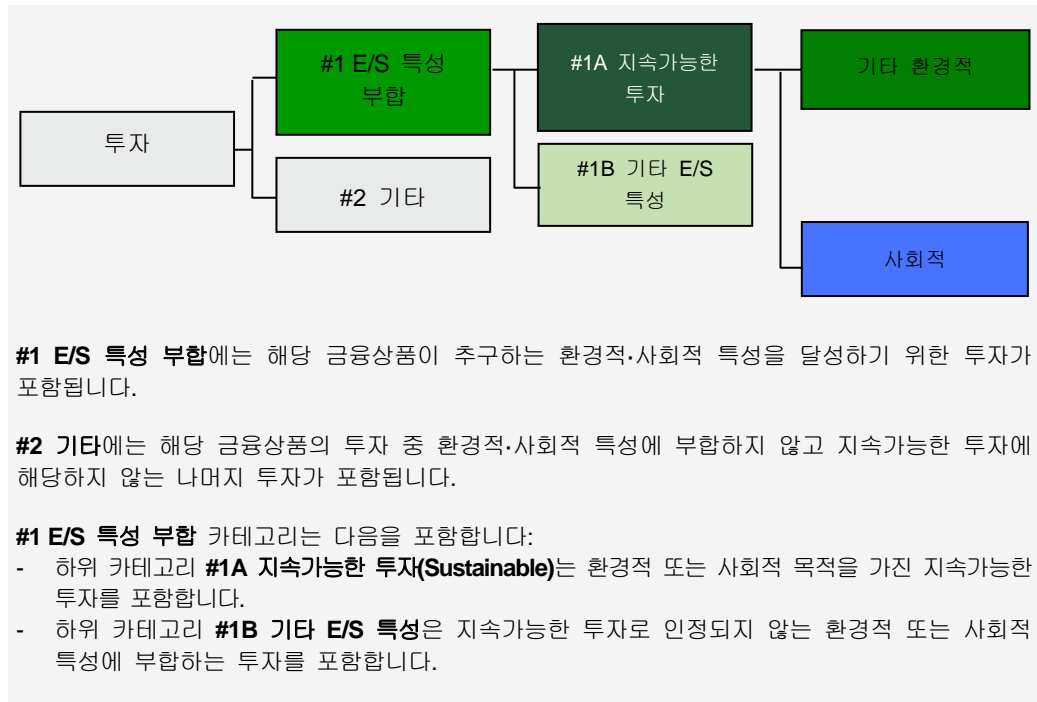 #1 E/S 특성
부합
#1A 지속가능한
투자
기타 환경적
투자
#1B 기타 E/S
특성
#2 기타
사회적
#1 E/S 특성 부합에는 해당 금융상품이 추구하는 환경적·사회적 특성을 달성하기 위한 투자가
포함됩니다.
#2 기타에는 해당 금융상품의 투자 중 환경적·사회적 특성에 부합하지 않고 지속가능한 투자에
해당하지 않는 나머지 투자가 포함됩니다.
#1 E/S 특성 부합 카테고리는 다음을 포함합니다:
- 하위 카테고리 #1A 지속가능한 투자(Sustainable)는 환경적 또는 사회적 목적을 가진 지속가능한
투자를 포함합니다.
- 하위 카테고리 #1B 기타 E/S 특성은 지속가능한 투자로 인정되지 않는 환경적 또는 사회적
특성에 부합하는 투자를 포함합니다.